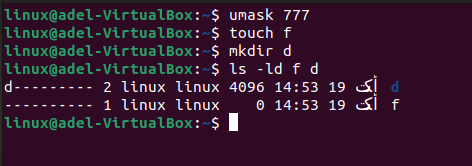 linux@adel-VirtualBox:~$ umask 777
linux@adel-VirtualBox:~$ touch f
linux@adel-VirtualBox:~$ mkdir d
linux@adel-VirtualBox:~$ ls -ld f d
d--------- 2 linux linux 4096 14:53 19 أكت d
---------- 1 linux linux    0 14:53 19 أكت f
linux@adel-VirtualBox:~$